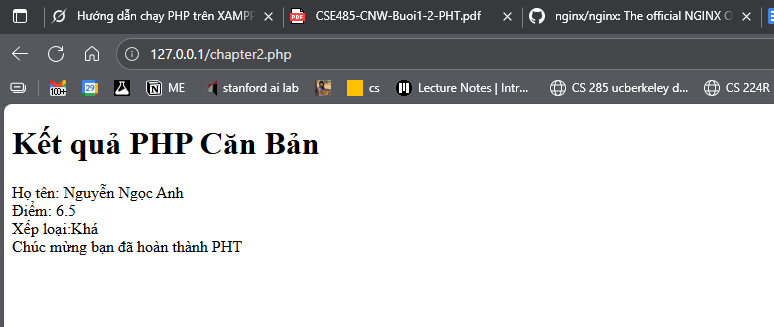 Hướng dẫn chạy PHP trên XAMPP
CSE485-CNW-Buoi1-2-PHT.pdf
nginx/nginx: The official NGINX O
127.0.0.1/chapter2.php
100+
29
ME
stanford ai lab
cs
Lecture Notes | Intr...
CS 285 ucberkeley d...
CS 224R
Kết quả PHP Căn Bản
Họ tên: Nguyễn Ngọc Anh
Điểm: 6.5
Xếp loại:Khá
Chúc mừng bạn đã hoàn thành PHT